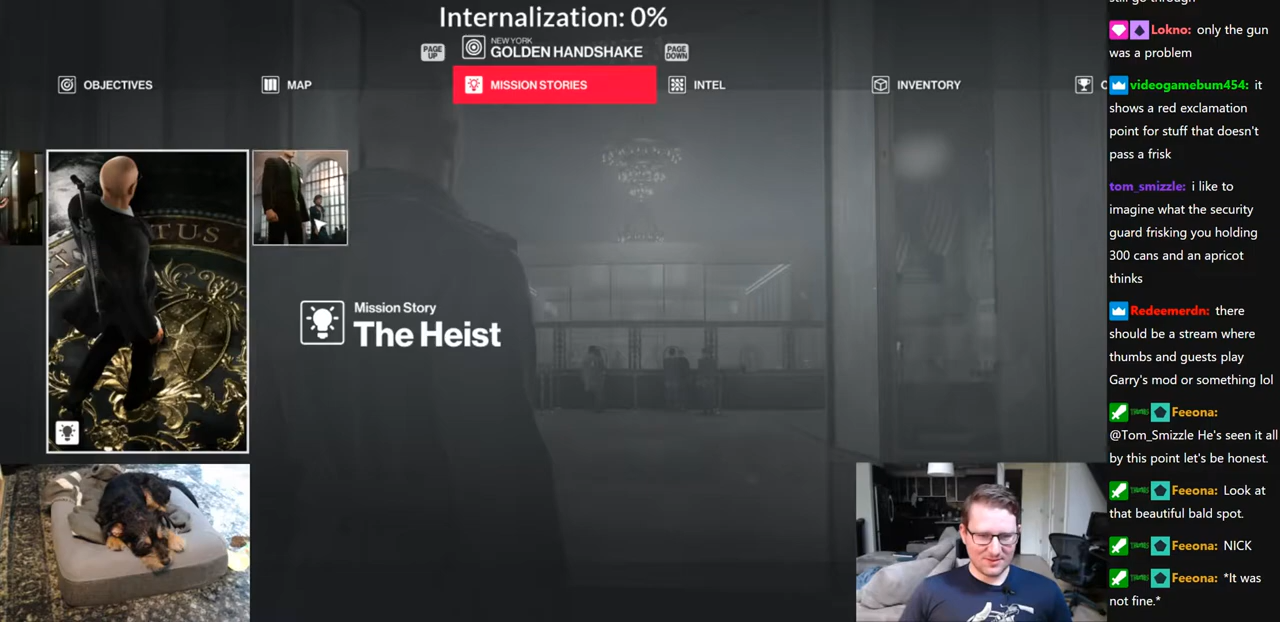 Internalization: 0%
PAGE UP
NEW YORK
GOLDEN HANDSHAKE
PAGE DOWN
OBJECTIVES
MAP
MISSION STORIES
INTEL
INVENTORY
Mission Story
The Heist
still go through
Lokno: only the gun
was a problem
videogamebum454: it
shows a red exclamation
point for stuff that doesn't
pass a frisk
tom_smizzle: i like to
imagine what the security
guard frisking you holding
300 cans and an apricot
thinks
Redeemerdn: there
should be a stream where
thumbs and guests play
Garry's mod or something lol
Feeona:
@Tom_Smizzle He's seen it all
by this point let's be honest.
Feeona: Look at
that beautiful bald spot.
Feeona: NICK
Feeona: *It was
not fine.*